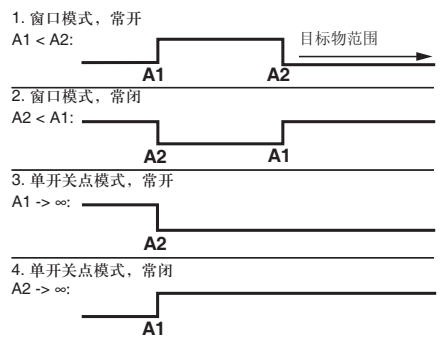 1. 窗口模式，常开
A1 < A2:
目标物范围
A1 A2
2. 窗口模式，常闭
A2 < A1:
A2 A1
3. 单开关点模式，常开
A1 -> ∞:
A2
4. 单开关点模式，常闭
A2 -> ∞:
A1